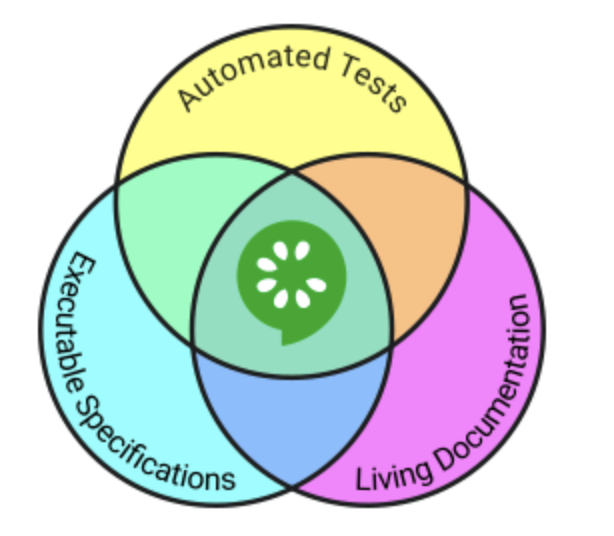 Automated Tests
Executable Specifications
Living Documentation